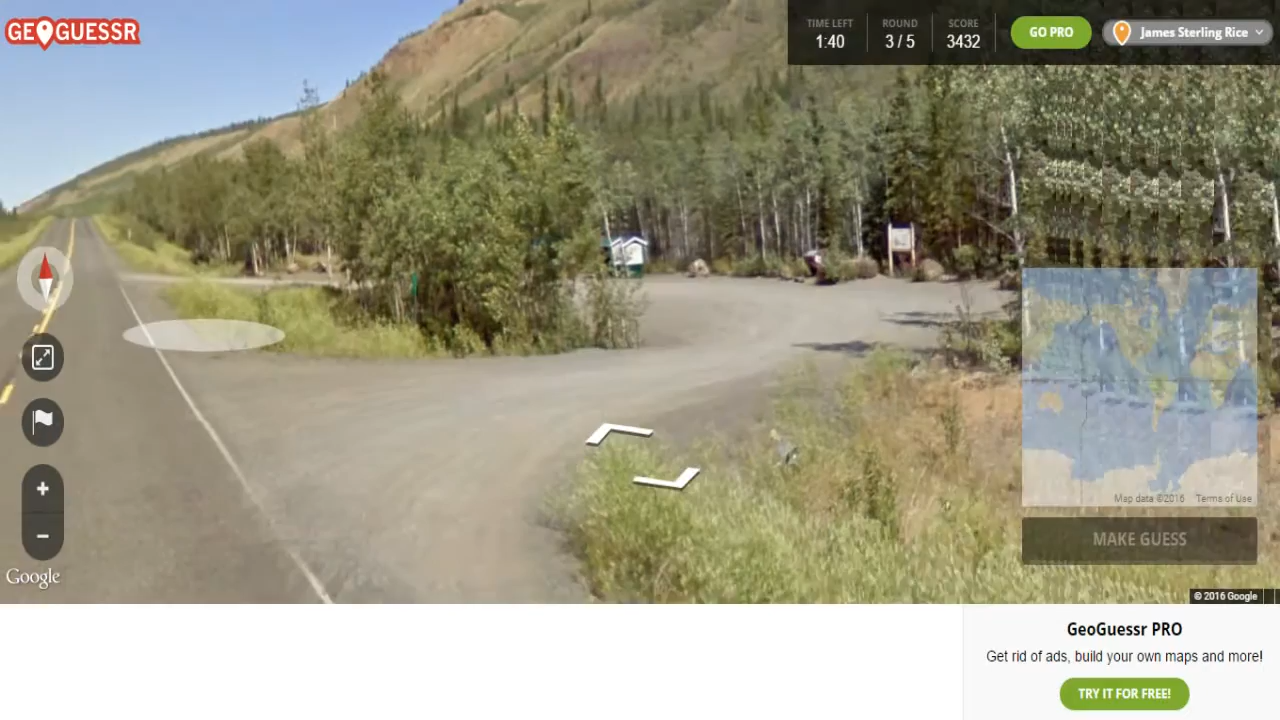 GEOGUESSR
TIME LEFT
1:40
ROUND
3 / 5
SCORE
3432
GO PRO
James Sterling Rice
+
−
Google
Map data ©2016 Terms of Use
MAKE GUESS
© 2016 Google
GeoGuessr PRO
Get rid of ads, build your own maps and more!
TRY IT FOR FREE!